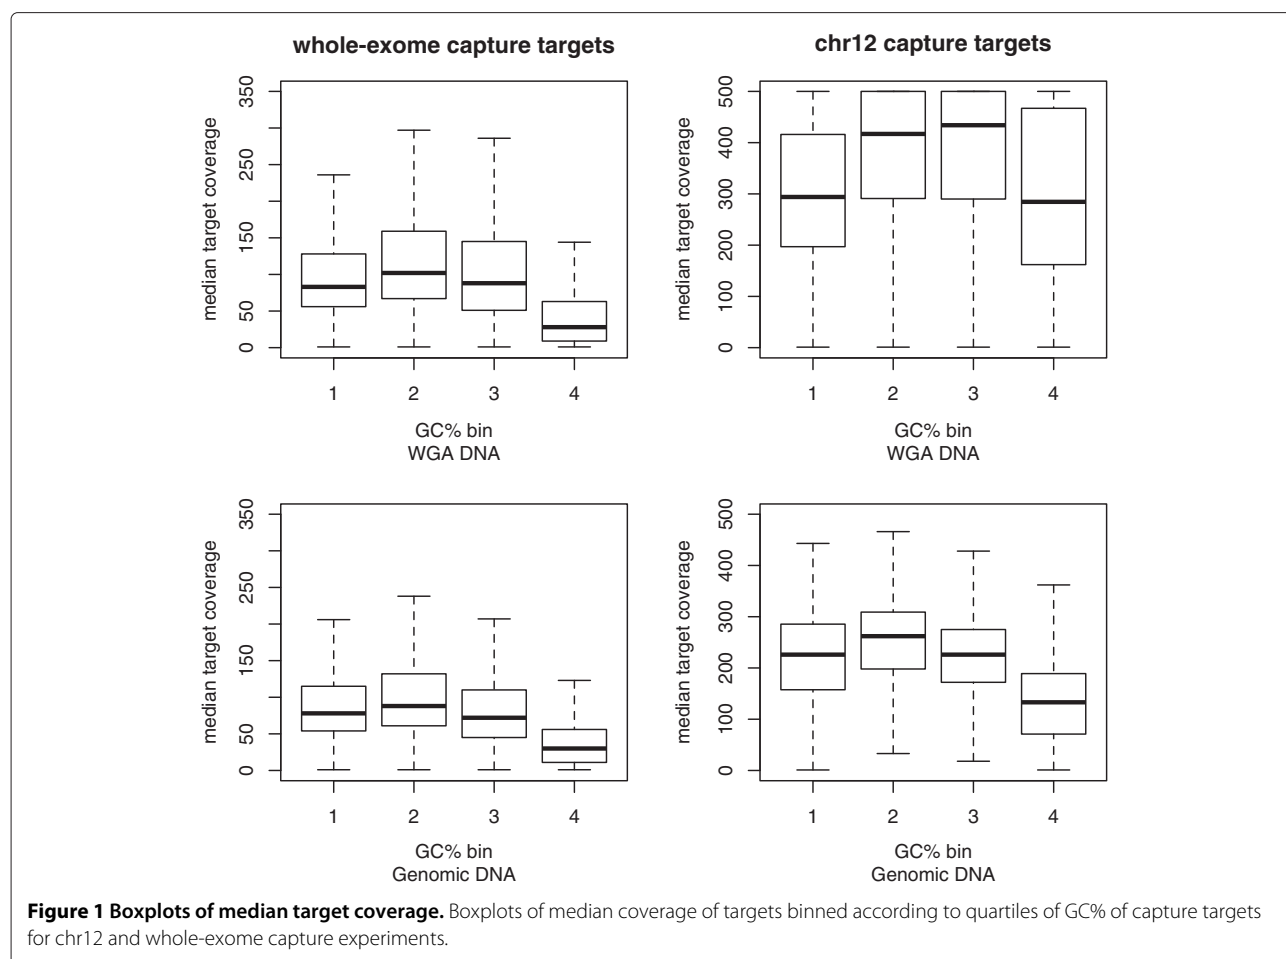 whole-exome capture targets
median target coverage
350
250
150
50
0
1 2 3 4
GC% bin
WGA DNA
chr12 capture targets
median target coverage
500
400
300
200
100
0
1 2 3 4
GC% bin
WGA DNA
median target coverage
350
250
150
50
0
1 2 3 4
GC% bin
Genomic DNA
median target coverage
500
400
300
200
100
0
1 2 3 4
GC% bin
Genomic DNA
Figure 1 Boxplots of median target coverage. Boxplots of median coverage of targets binned according to quartiles of GC% of capture targets
for chr12 and whole-exome capture experiments.